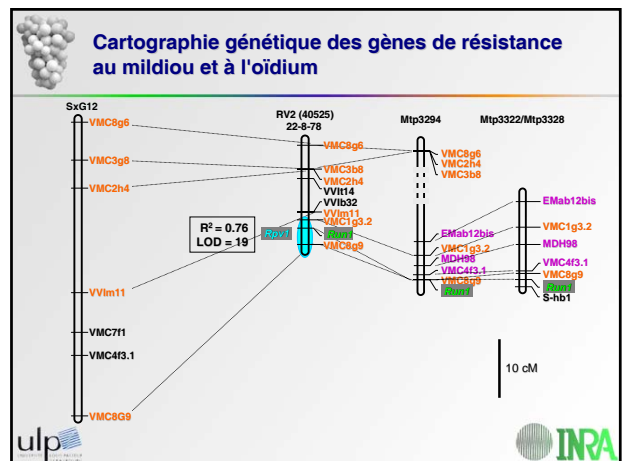 Cartographie génétique des gènes de résistance
au mildiou et à l'oïdium
SxG12
VMC8g6
VMC3g8
VMC2h4
VVIm11
VMC7f1
VMC4f3.1
VMC8G9
R² = 0.76
LOD = 19
RV2 (40525)
22-8-78
VMC8g6
VMC3b8
VMC2h4
VVIt14
VVIb32
VVIm11
VMC1g3.2
Rpv1
Run1
VMC8g9
Mtp3294
VMC8g6
VMC2h4
VMC3b8
EMab12bis
VMC1g3.2
MDH98
VMC4f3.1
VMC8g9
Run1
Mtp3322/Mtp3328
EMab12bis
VMC1g3.2
MDH98
VMC4f3.1
VMC8g9
Run1
S-hb1
10 cM
ulp
INRA